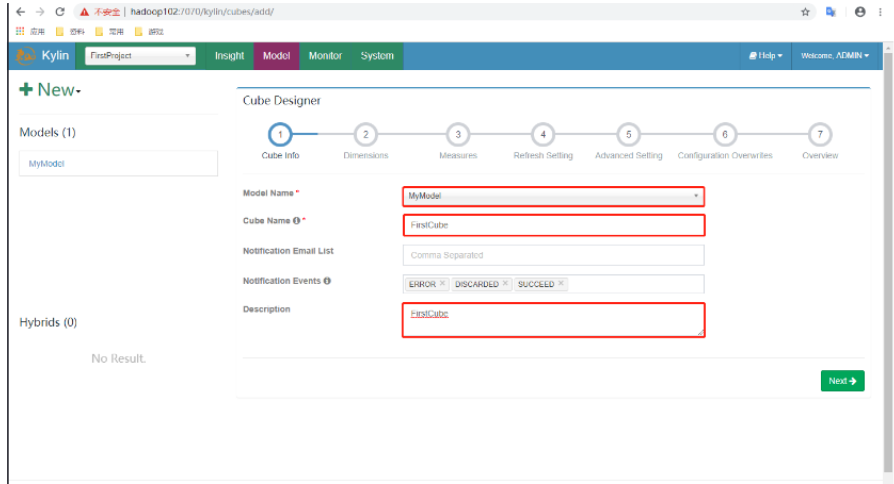 不安全 | hadoop102:7070/kylin/cubes/add/
应用 资料 常用 游戏
Kylin FirstProject Insight Model Monitor System Help Welcome, ADMIN
+ New
Cube Designer
1 2 3 4 5 6 7
Cube Info Dimensions Measures Refresh Setting Advanced Setting Configuration Overwrites Overview
Models (1)
MyModel
Model Name * MyModel
Cube Name * FirstCube
Notification Email List Comma Separated
Notification Events ERROR × DISCARDED × SUCCEED ×
Description FirstCube
Hybrids (0)
No Result.
Next